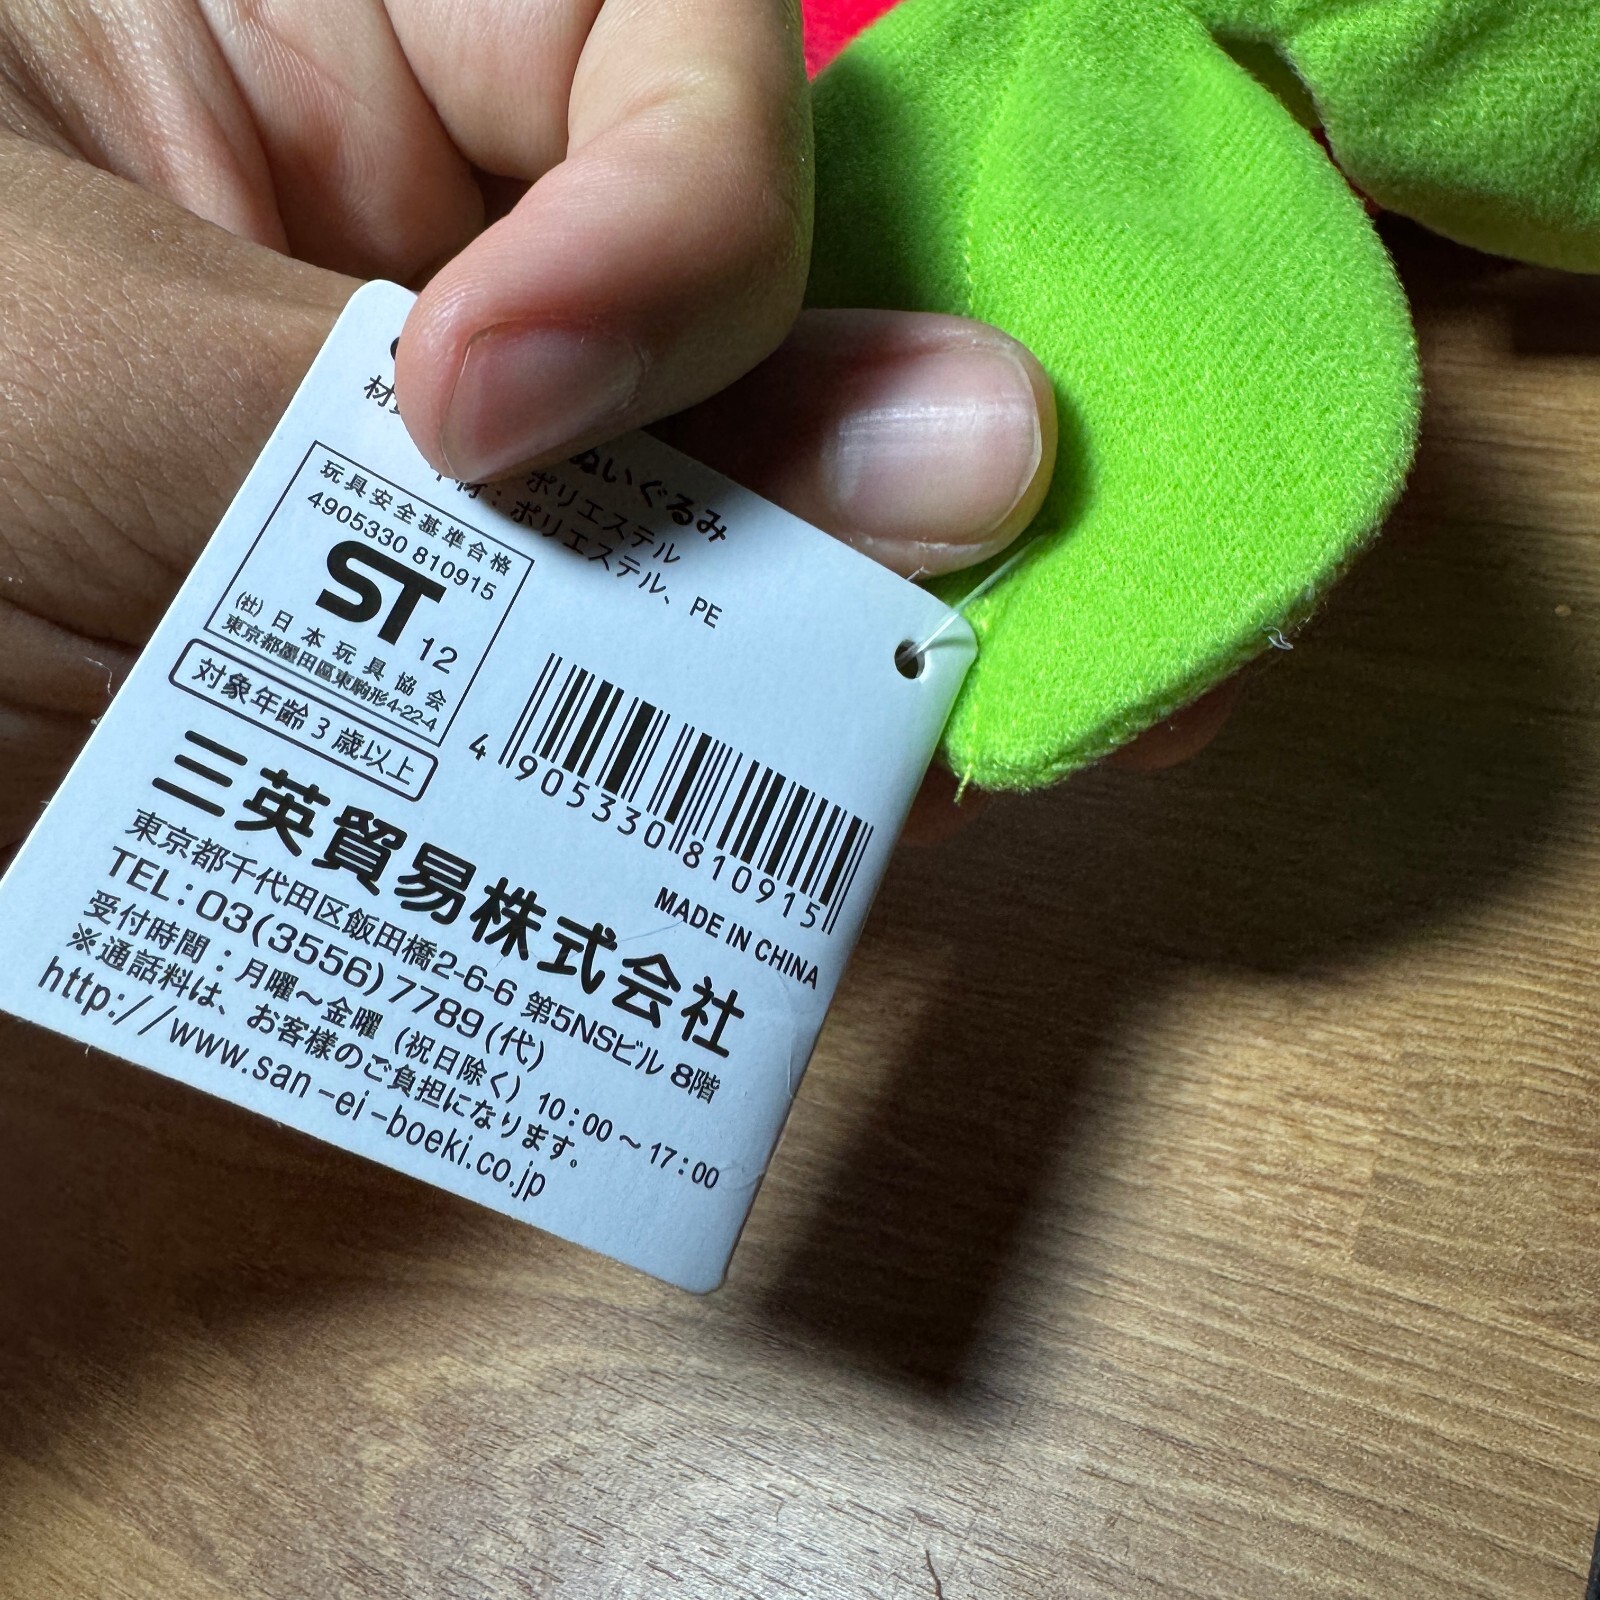 ぬいぐるみ
ポリエステル
材：ポリエステル、PE
玩具安全基準合格
4905330 810915
ST 12
(社)日本玩具協会
東京都墨田區東駒形4-22-4
対象年齢 3 歳以上
4 905330 810915
MADE IN CHINA
三英貿易株式会社
東京都千代田区飯田橋2-6-6 第5NSビル 8階
TEL：03(3556)7789(代)
受付時間：月曜〜金曜 (祝日除く) 10：00 〜 17：00
※通話料は、お客様のご負担になります。
http://www.san-ei-boeki.co.jp